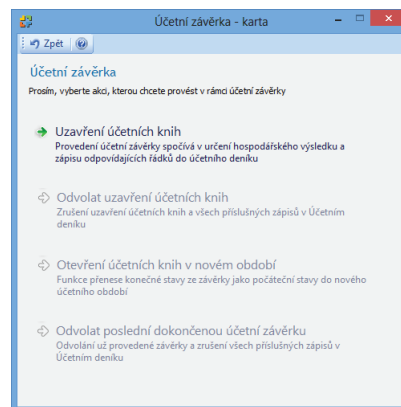 Účetní závěrka - karta
Zpět
Účetní závěrka
Prosím, vyberte akci, kterou chcete provést v rámci účetní závěrky
Uzavření účetních knih
Provedení účetní závěrky spočívá v určení hospodářského výsledku a
zápisu odpovídajících řádků do účetního deníku
Odvolat uzavření účetních knih
Zrušení uzavření účetních knih a všech příslušných zápisů v Účetním
deníku
Otevření účetních knih v novém období
Funkce přenese konečné stavy ze závěrky jako počáteční stavy do nového
účetního období
Odvolat poslední dokončenou účetní závěrku
Odvolání už provedené závěrky a zrušení všech příslušných zápisů v
Účetním deníku